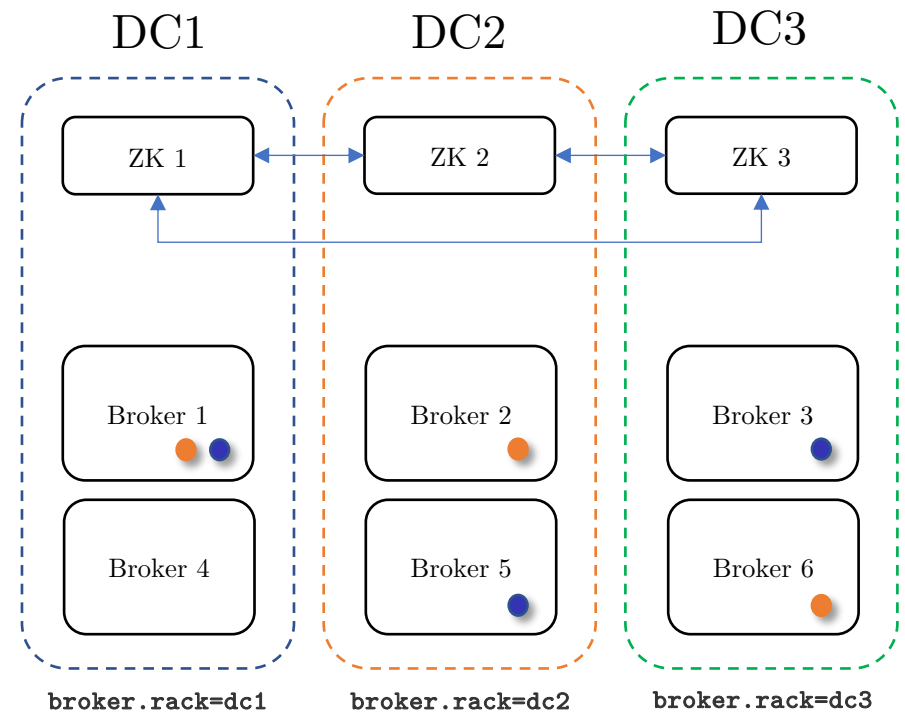 DC1
DC2
DC3
ZK 1
ZK 2
ZK 3
Broker 1
Broker 2
Broker 3
Broker 4
Broker 5
Broker 6
broker.rack=dc1
broker.rack=dc2
broker.rack=dc3